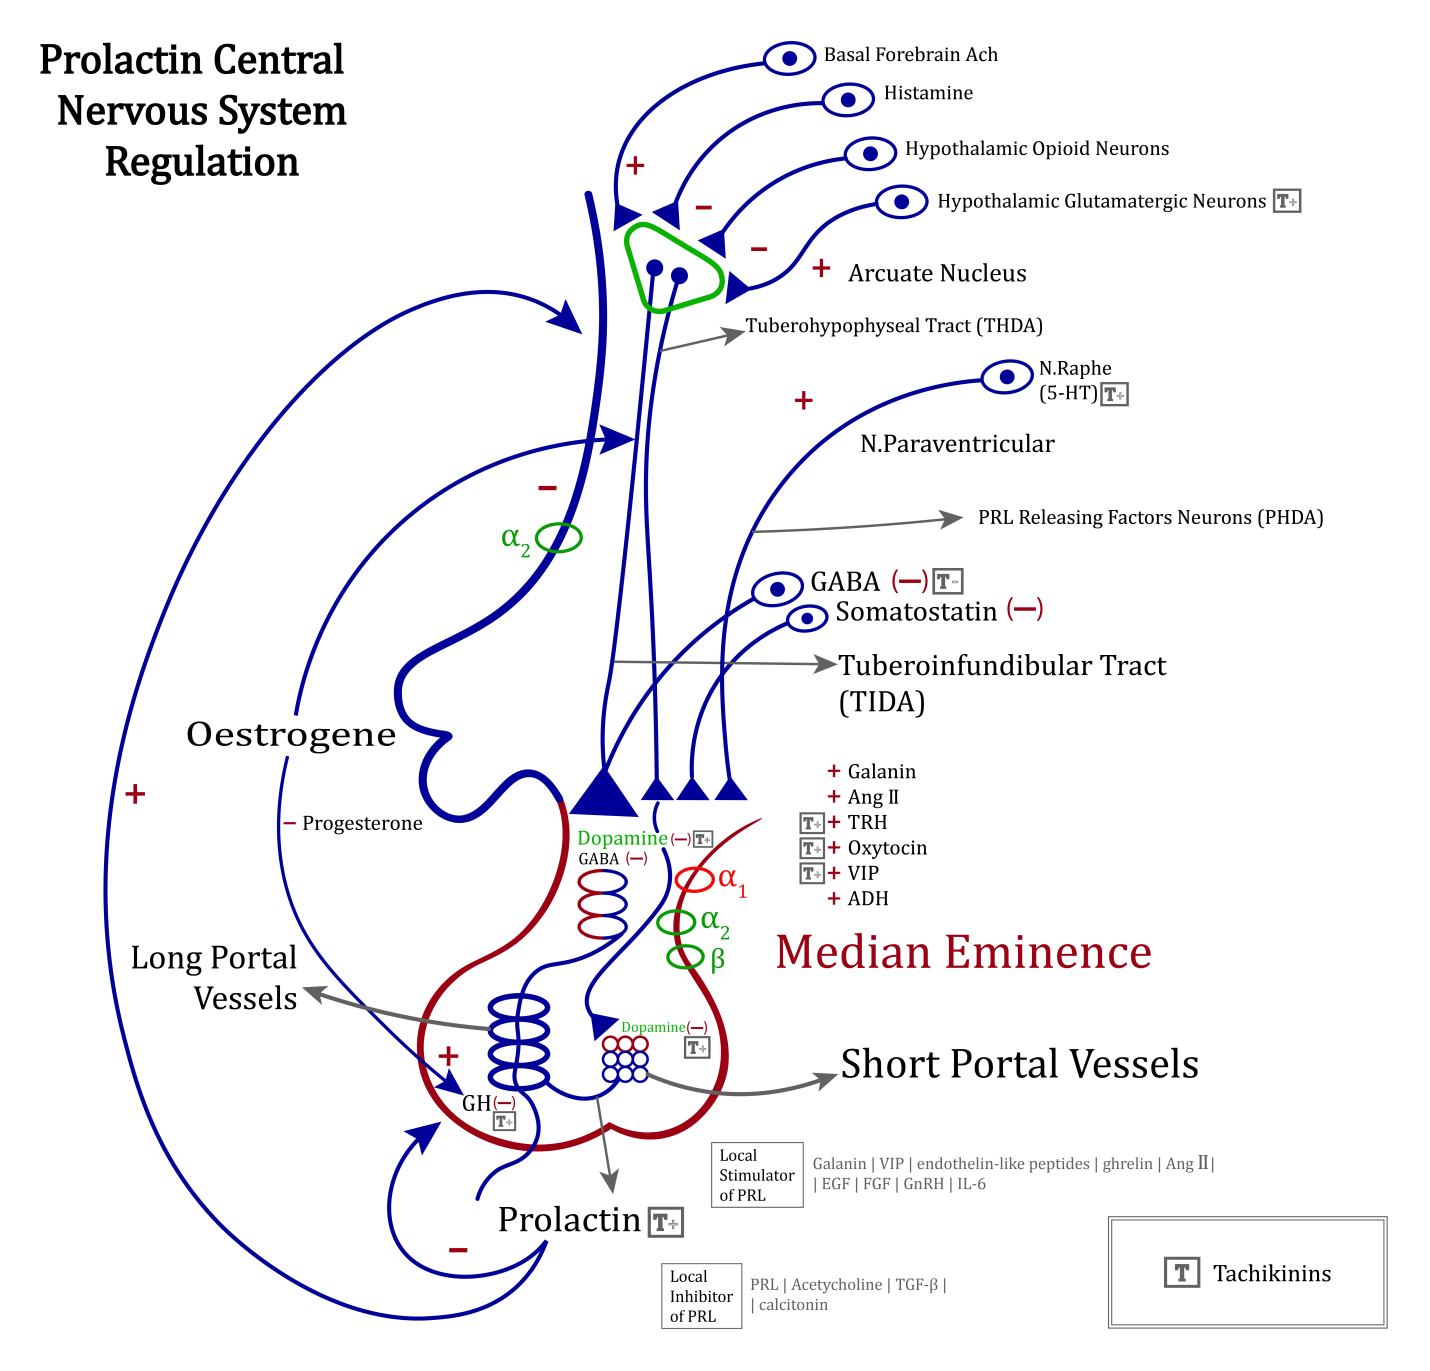 Prolactin Central
Nervous System
Regulation
Basal Forebrain Ach
Histamine
+
Hypothalamic Opioid Neurons
−
Hypothalamic Glutamatergic Neurons T+
−
+ Arcuate Nucleus
Tuberohypophyseal Tract (THDA)
N.Raphe
(5-HT) T+
+
N.Paraventricular
−
α2
PRL Releasing Factors Neurons (PHDA)
GABA (−) T-
Somatostatin (−)
Tuberoinfundibular Tract
(TIDA)
Oestrogene
+
− Progesterone
+ Galanin
+ Ang II
T+ + TRH
T+ + Oxytocin
T+ + VIP
+ ADH
Dopamine (−) T+
GABA (−)
α1
α2
β
Median Eminence
Long Portal
Vessels
Dopamine (−)
T+
+
GH (−)
T+
Short Portal Vessels
Local
Stimulator
of PRL
Galanin | VIP | endothelin-like peptides | ghrelin | Ang II |
| EGF | FGF | GnRH | IL-6
Prolactin T+
−
Local
Inhibitor
of PRL
PRL | Acetycholine | TGF-β |
| calcitonin
T Tachikinins